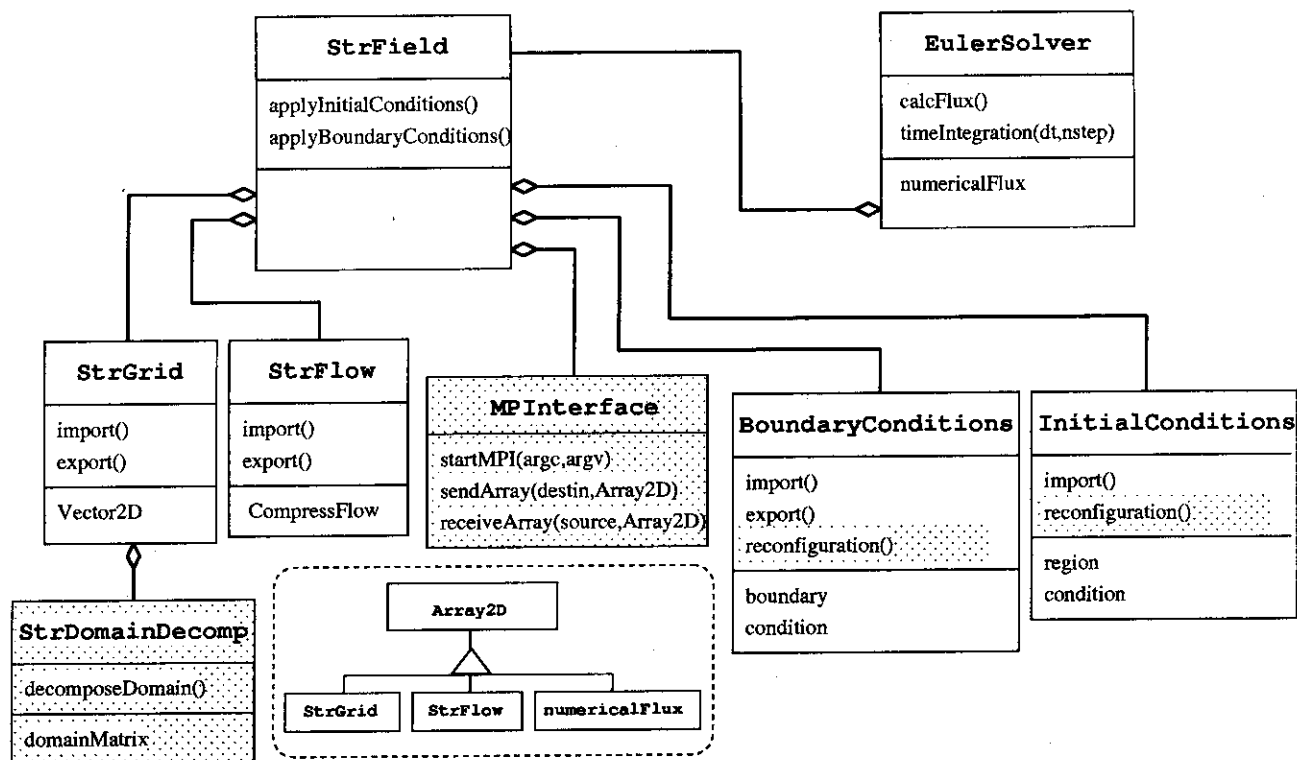 StrField
applyInitialConditions()
applyBoundaryConditions()
EulerSolver
calcFlux()
timeIntegration(dt,nstep)
numericalFlux
StrGrid
import()
export()
Vector2D
StrFlow
import()
export()
CompressFlow
MPInterface
startMPI(argc,argv)
sendArray(destin,Array2D)
receiveArray(source,Array2D)
BoundaryConditions
import()
export()
reconfiguration()
boundary
condition
InitialConditions
import()
reconfiguration()
region
condition
StrDomainDecomp
decomposeDomain()
domainMatrix
Array2D
StrGrid
StrFlow
numericalFlux